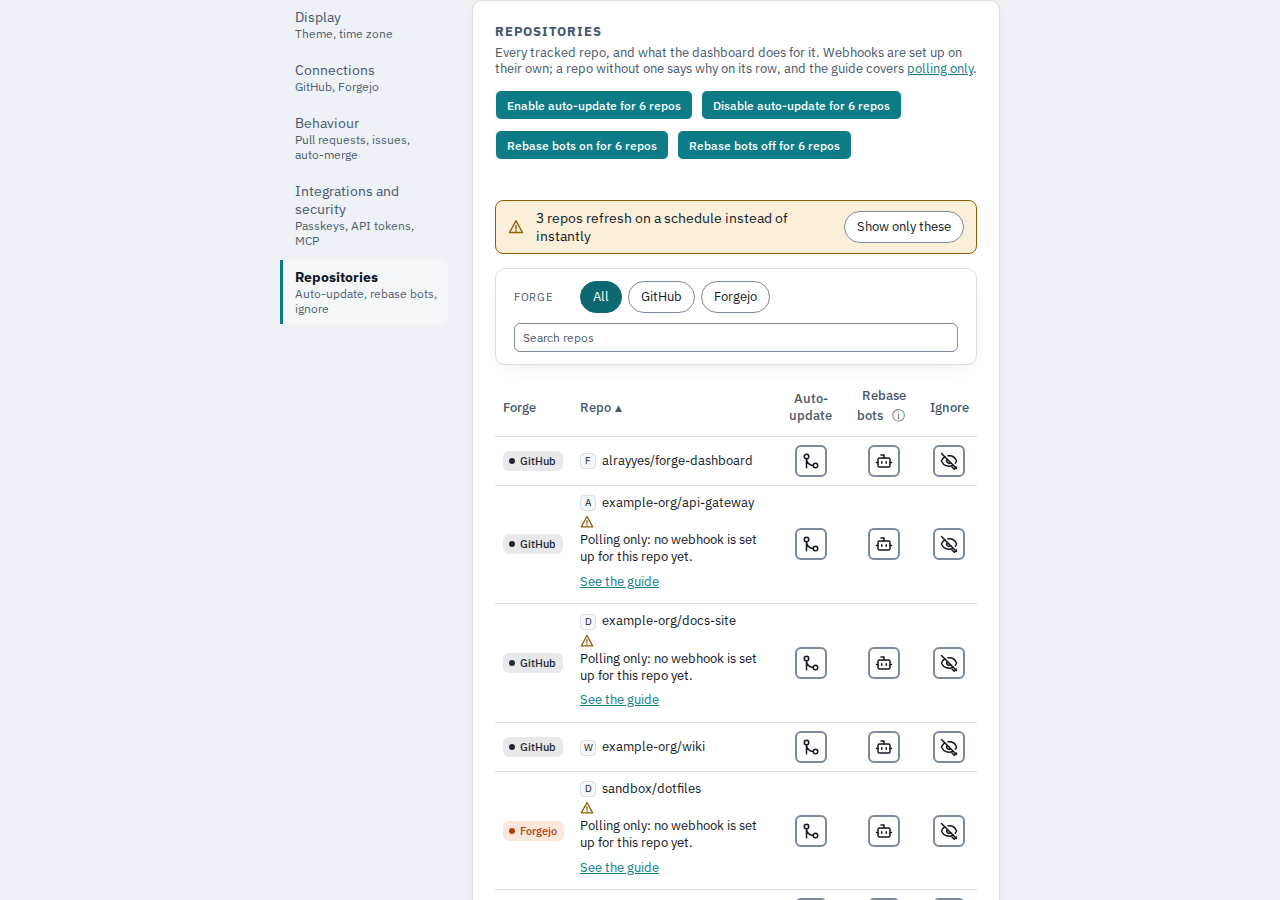 Display
Theme, time zone
Connections
GitHub, Forgejo
Behaviour
Pull requests, issues,
auto-merge
Integrations and
security
Passkeys, API tokens,
MCP
Repositories
Auto-update, rebase bots,
ignore
REPOSITORIES
Every tracked repo, and what the dashboard does for it. Webhooks are set up on
their own; a repo without one says why on its row, and the guide covers polling only.
Enable auto-update for 6 repos
Disable auto-update for 6 repos
Rebase bots on for 6 repos
Rebase bots off for 6 repos
3 repos refresh on a schedule instead of
instantly
Show only these
FORGE
All
GitHub
Forgejo
Search repos
Forge
Repo ▲
Auto-
update
Rebase
bots ⓘ
Ignore
GitHub
F alrayyes/forge-dashboard
GitHub
A example-org/api-gateway
Polling only: no webhook is set
up for this repo yet.
See the guide
GitHub
D example-org/docs-site
Polling only: no webhook is set
up for this repo yet.
See the guide
GitHub
W example-org/wiki
Forgejo
D sandbox/dotfiles
Polling only: no webhook is set
up for this repo yet.
See the guide